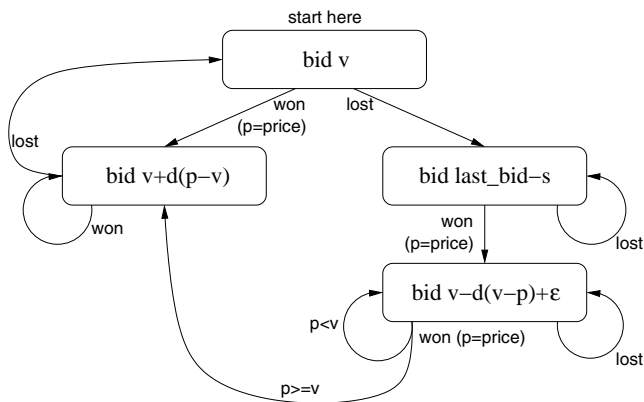 start here
bid v
won
(p=price)
lost
lost
bid v+d(p−v)
bid last_bid−s
won
won
(p=price)
lost
bid v−d(v−p)+ε
p<v
won (p=price)
lost
p>=v